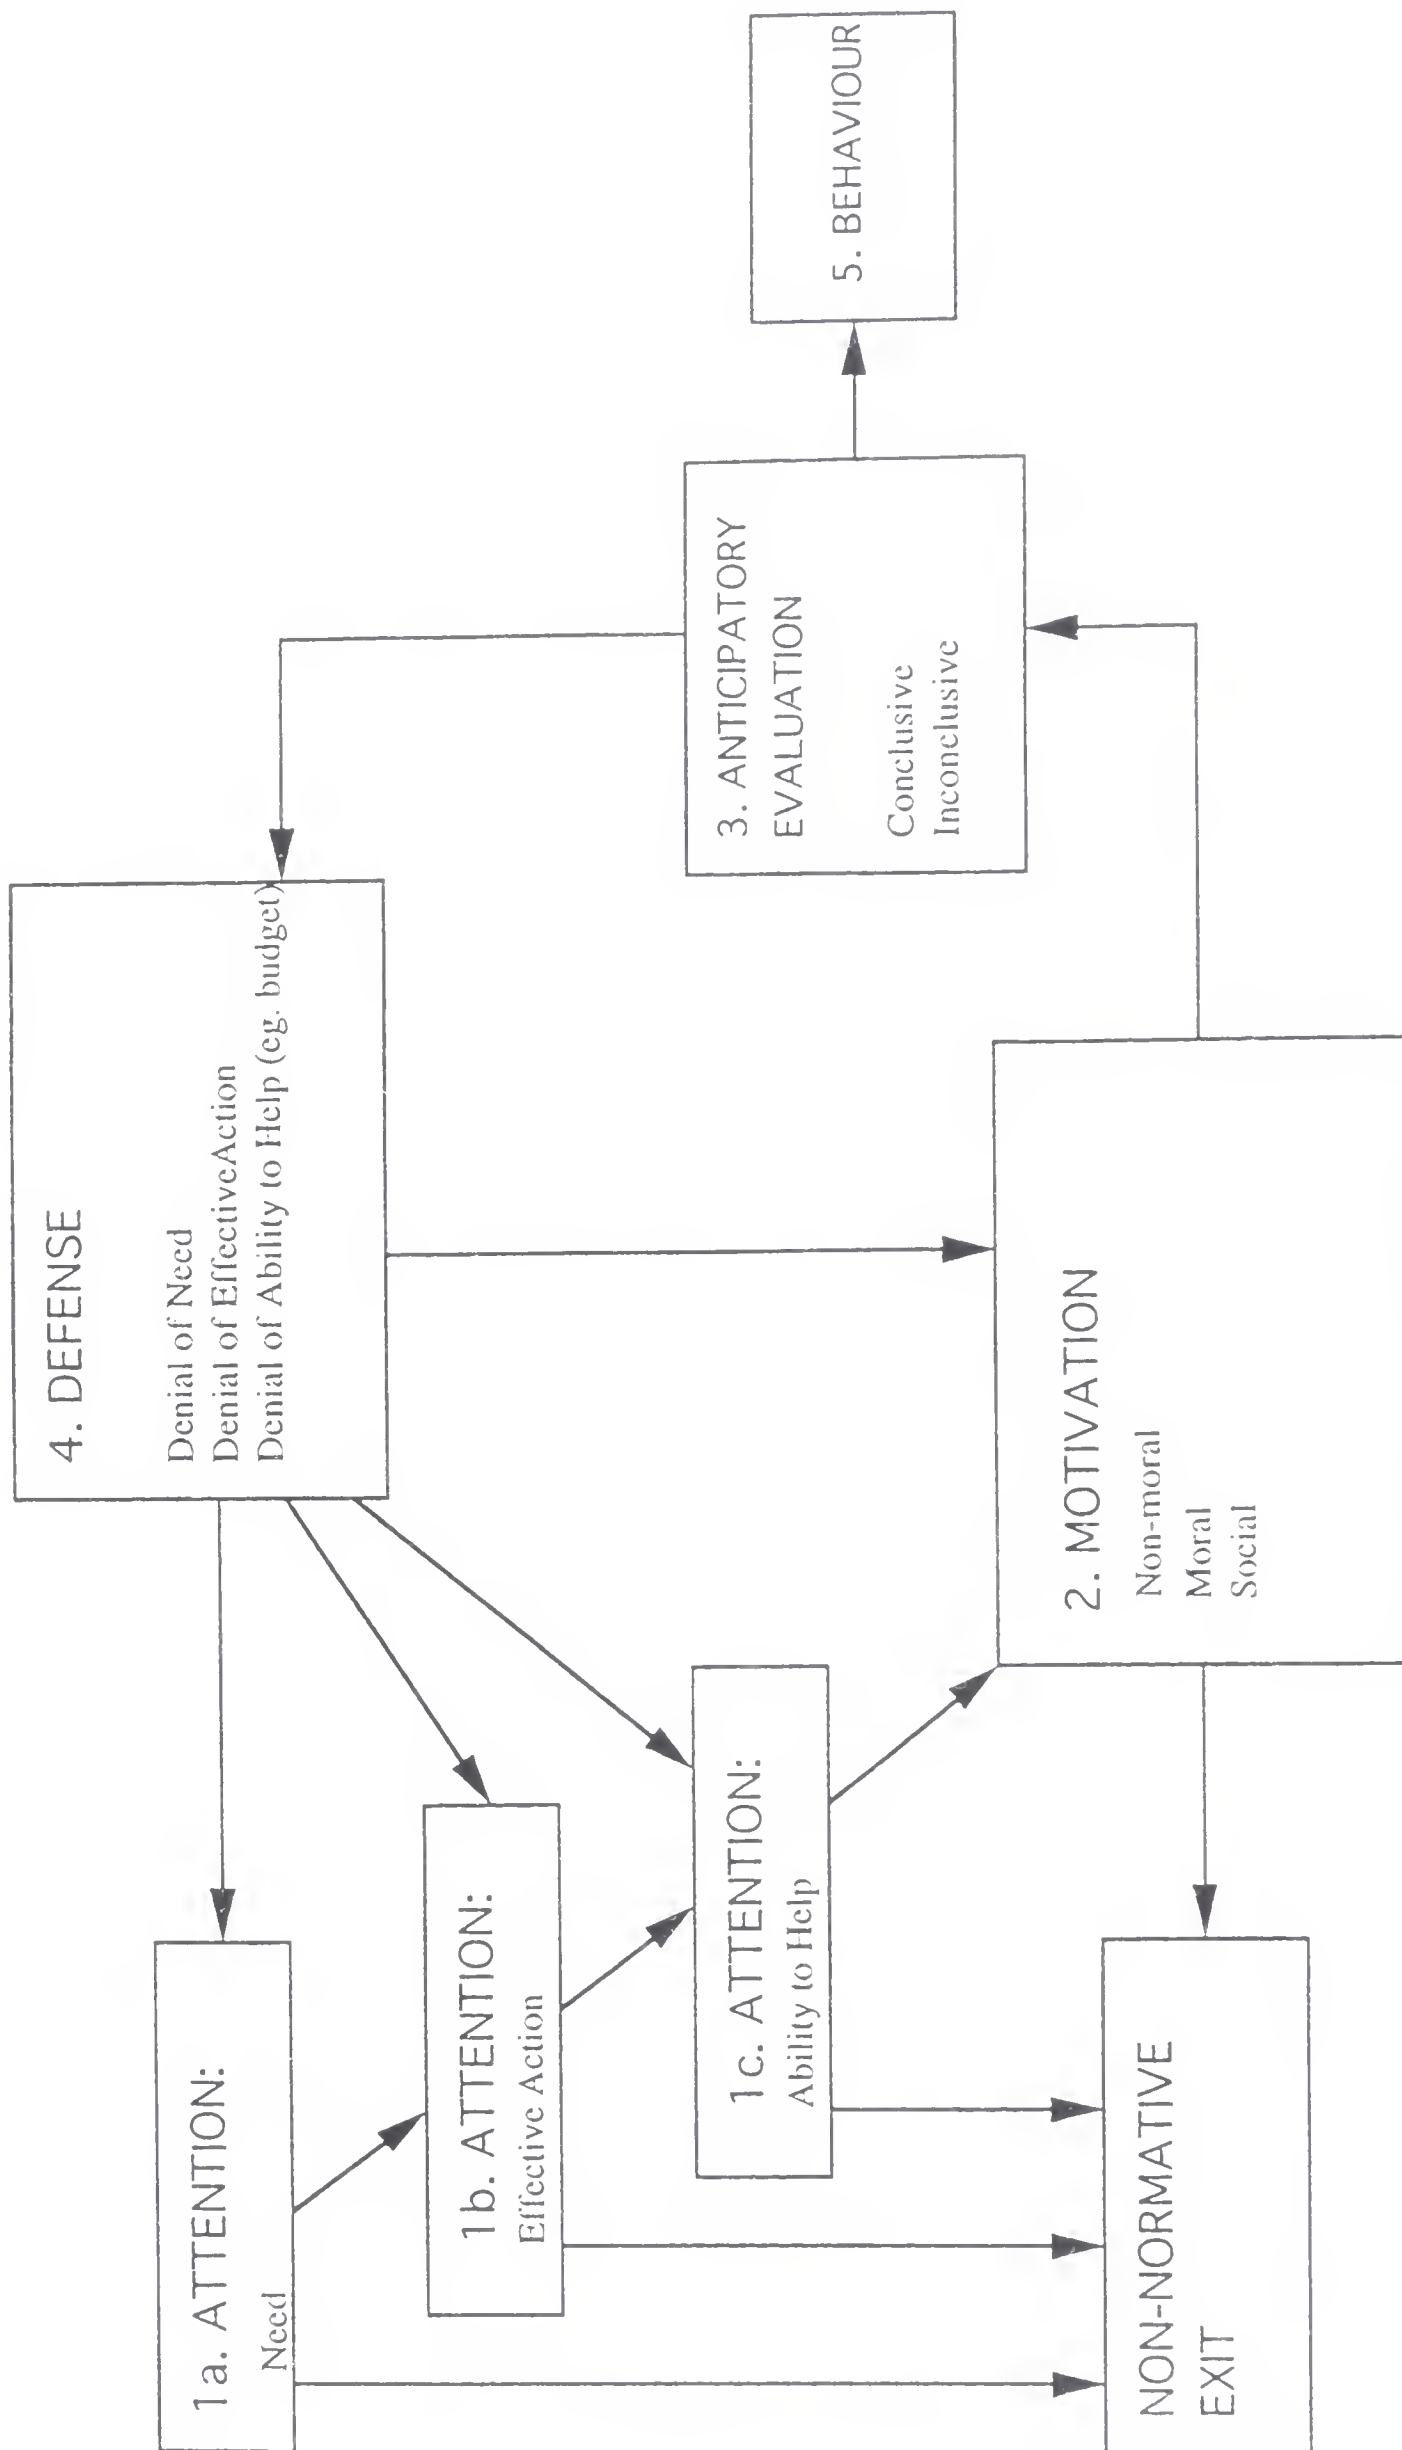 1a. ATTENTION:
Need
1b. ATTENTION:
Effective Action
1c. ATTENTION:
Ability to Help
NON-NORMATIVE
EXIT
4. DEFENSE
Denial of Need
Denial of EffectiveAction
Denial of Ability to Help (eg. budget)
2. MOTIVATION
Non-moral
Moral
Social
3. ANTICIPATORY
EVALUATION
Conclusive
Inconclusive
5. BEHAVIOUR